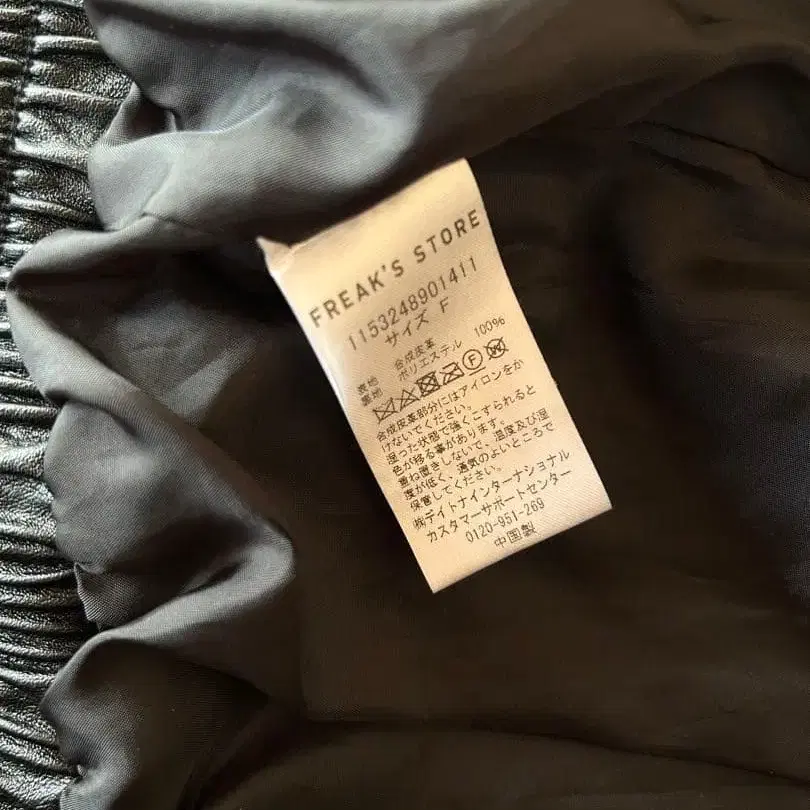 FREAK'S STORE
1153248901411
サイズ F
表地 合成皮革
裏地 ポリエステル 100%
合成皮革部分にはアイロンをか
けないでください。
湿った状態で強くこすられると
色が移る事があります。
重ね置きしないで、温度及び湿
度が低く、通気のよいところで
保管してください。
㈱デイトナインターナショナル
カスタマーサポートセンター
0120-951-269
中国製